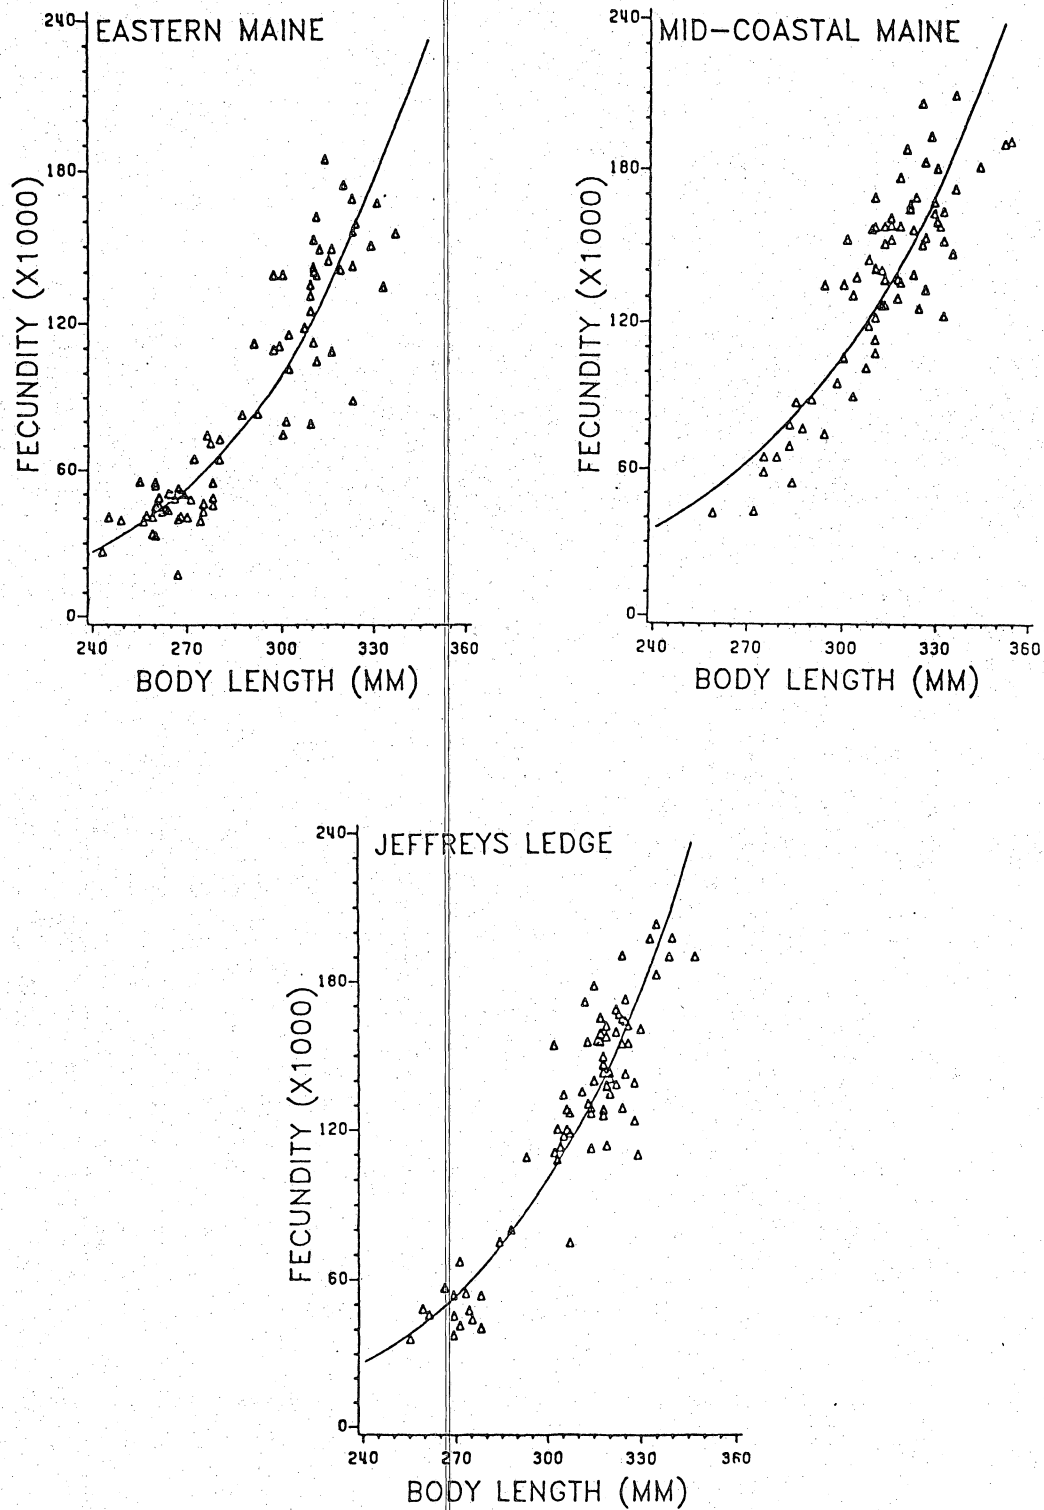 EASTERN MAINE
240
180
120
60
0
FECUNDITY (X1000)
240 270 300 330 360
BODY LENGTH (MM)
MID-COASTAL MAINE
240
180
120
60
0
FECUNDITY (X1000)
240 270 300 330 360
BODY LENGTH (MM)
JEFFREYS LEDGE
240
180
120
60
0
FECUNDITY (X1000)
240 270 300 330 360
BODY LENGTH (MM)